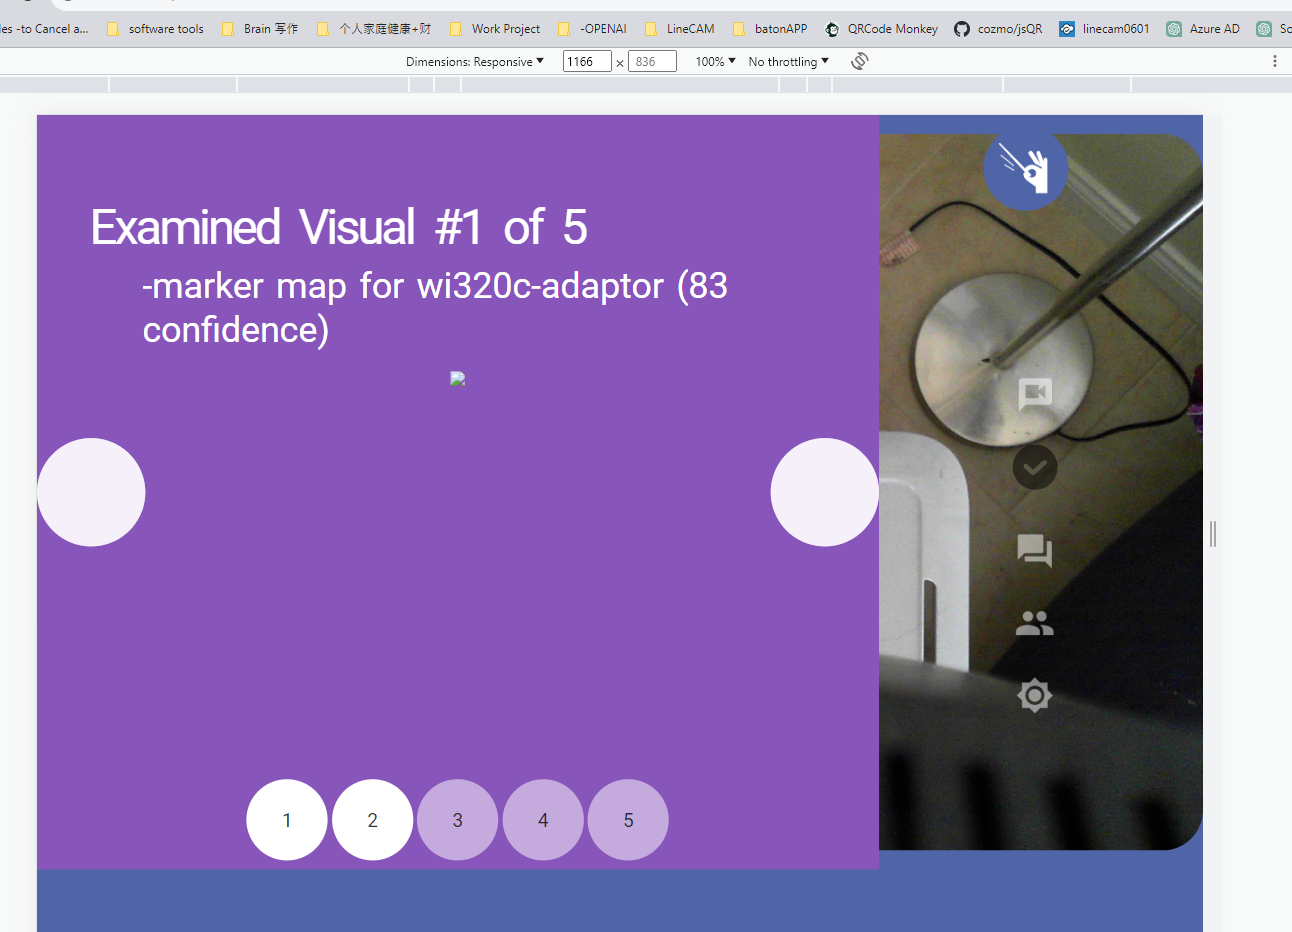 es -to Cancel a... software tools Brain 写作 个人家庭健康+财 Work Project -OPENAI LineCAM batonAPP QRCode Monkey cozmo/jsQR linecam0601 Azure AD So
Dimensions: Responsive 1166 × 836 100% No throttling
Examined Visual #1 of 5
-marker map for wi320c-adaptor (83
confidence)
1 2 3 4 5